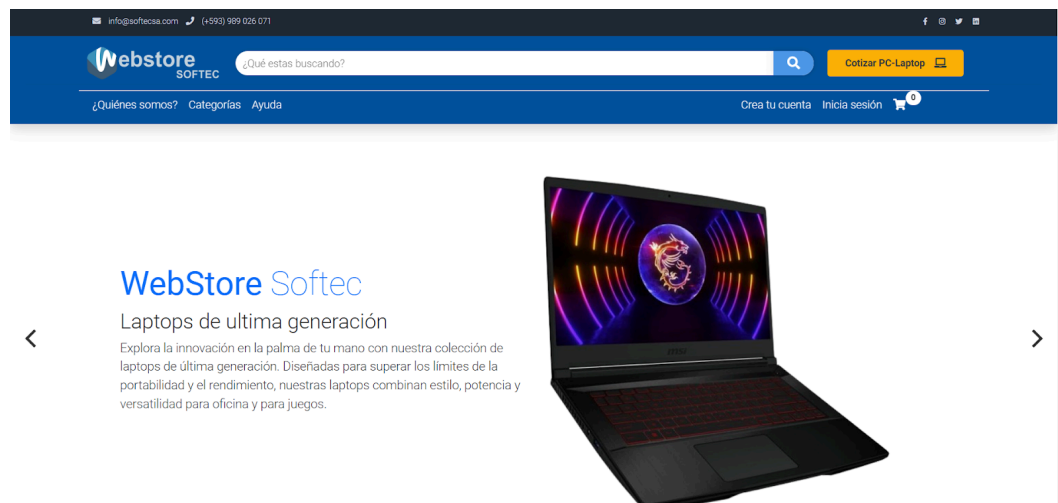 info@softecsa.com (+593) 989 026 071
Webstore
SOFTEC
¿Qué estas buscando?
Cotizar PC-Laptop
¿Quiénes somos? Categorías Ayuda
Crea tu cuenta Inicia sesión 0
WebStore Softec
Laptops de ultima generación
Explora la innovación en la palma de tu mano con nuestra colección de
laptops de última generación. Diseñadas para superar los límites de la
portabilidad y el rendimiento, nuestras laptops combinan estilo, potencia y
versatilidad para oficina y para juegos.